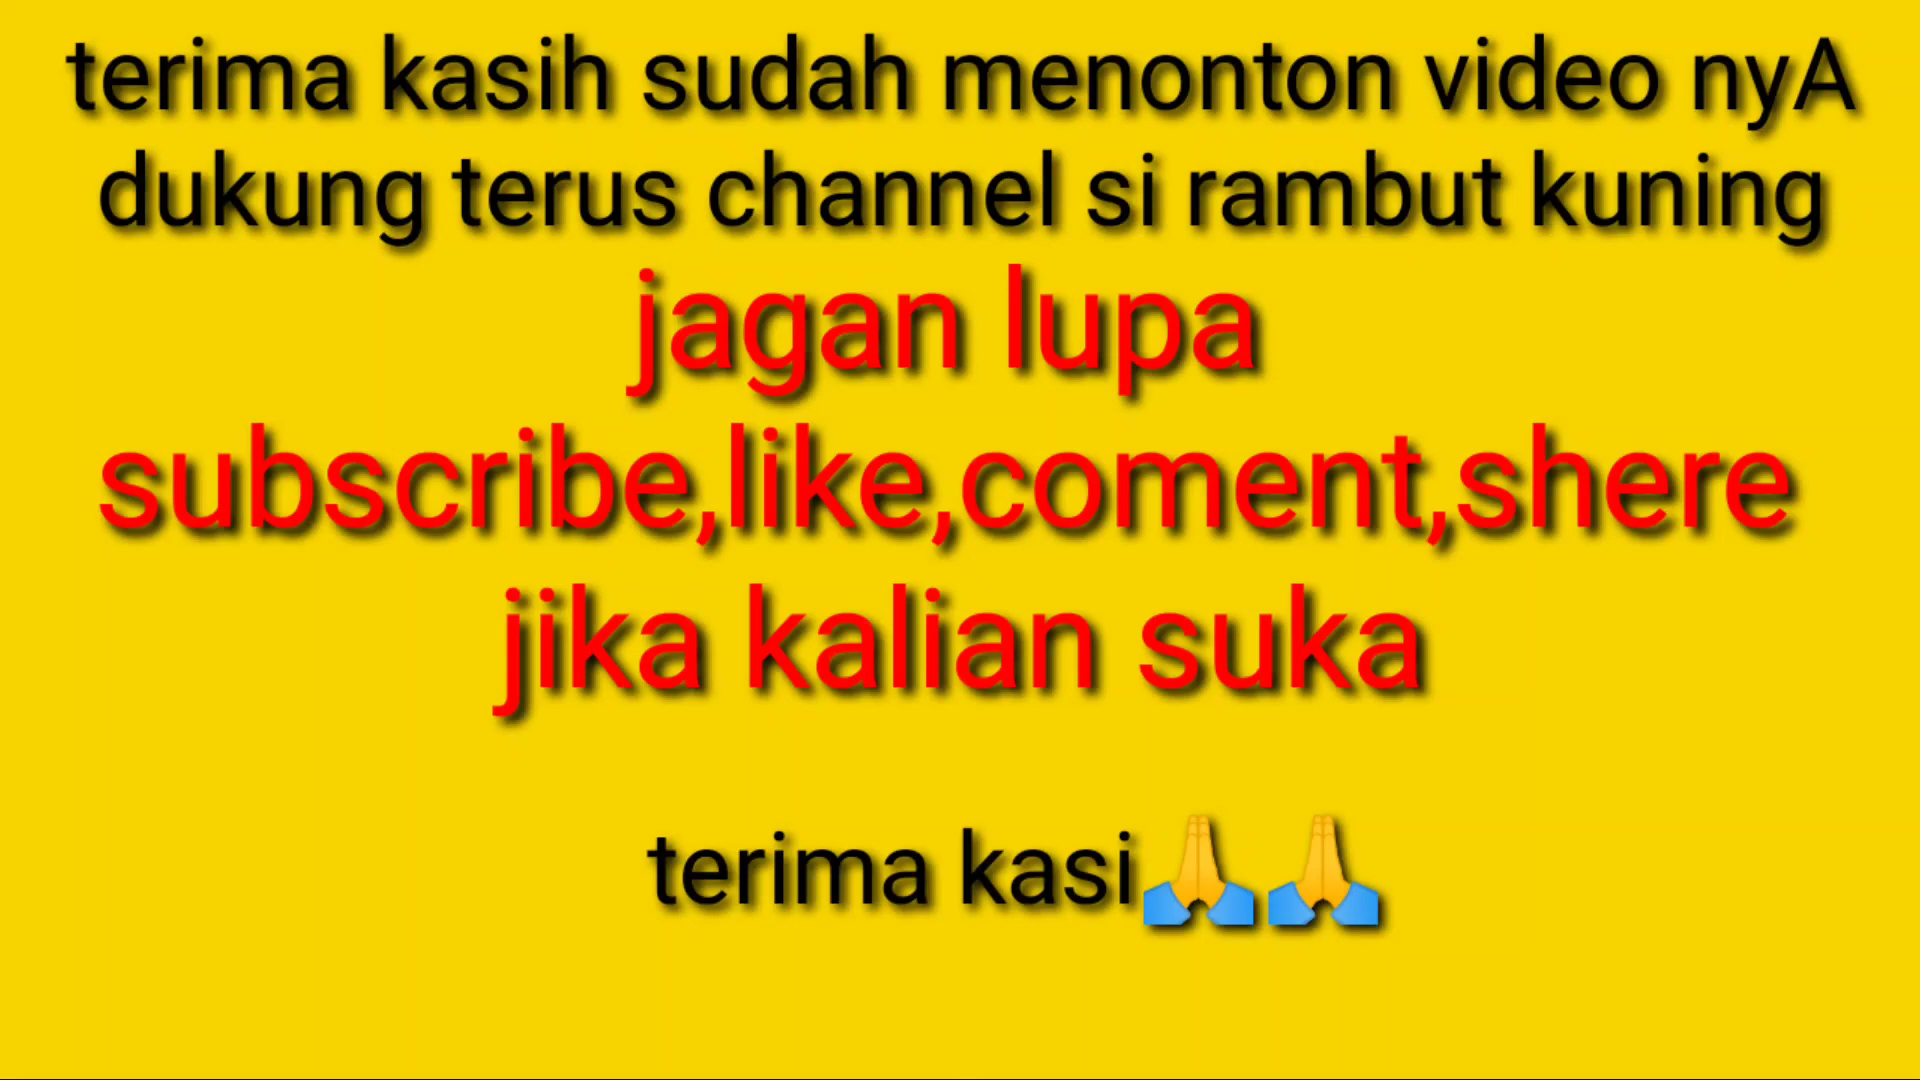 terima kasih sudah menonton video nyA
dukung terus channel si rambut kuning
jagan lupa
subscribe,like,coment,shere
jika kalian suka
terima kasi🙏🙏